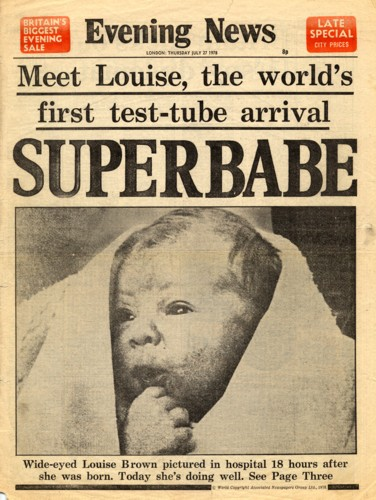 BRITAIN'S
BIGGEST
EVENING
SALE
Evening News
LATE
SPECIAL
CITY PRICES
LONDON: THURSDAY JULY 27 1978
8p
Meet Louise, the world's
first test-tube arrival
SUPERBABE
Wide-eyed Louise Brown pictured in hospital 18 hours after
she was born. Today she's doing well. See Page Three
© World Copyright Associated Newspapers Group Ltd., 1978